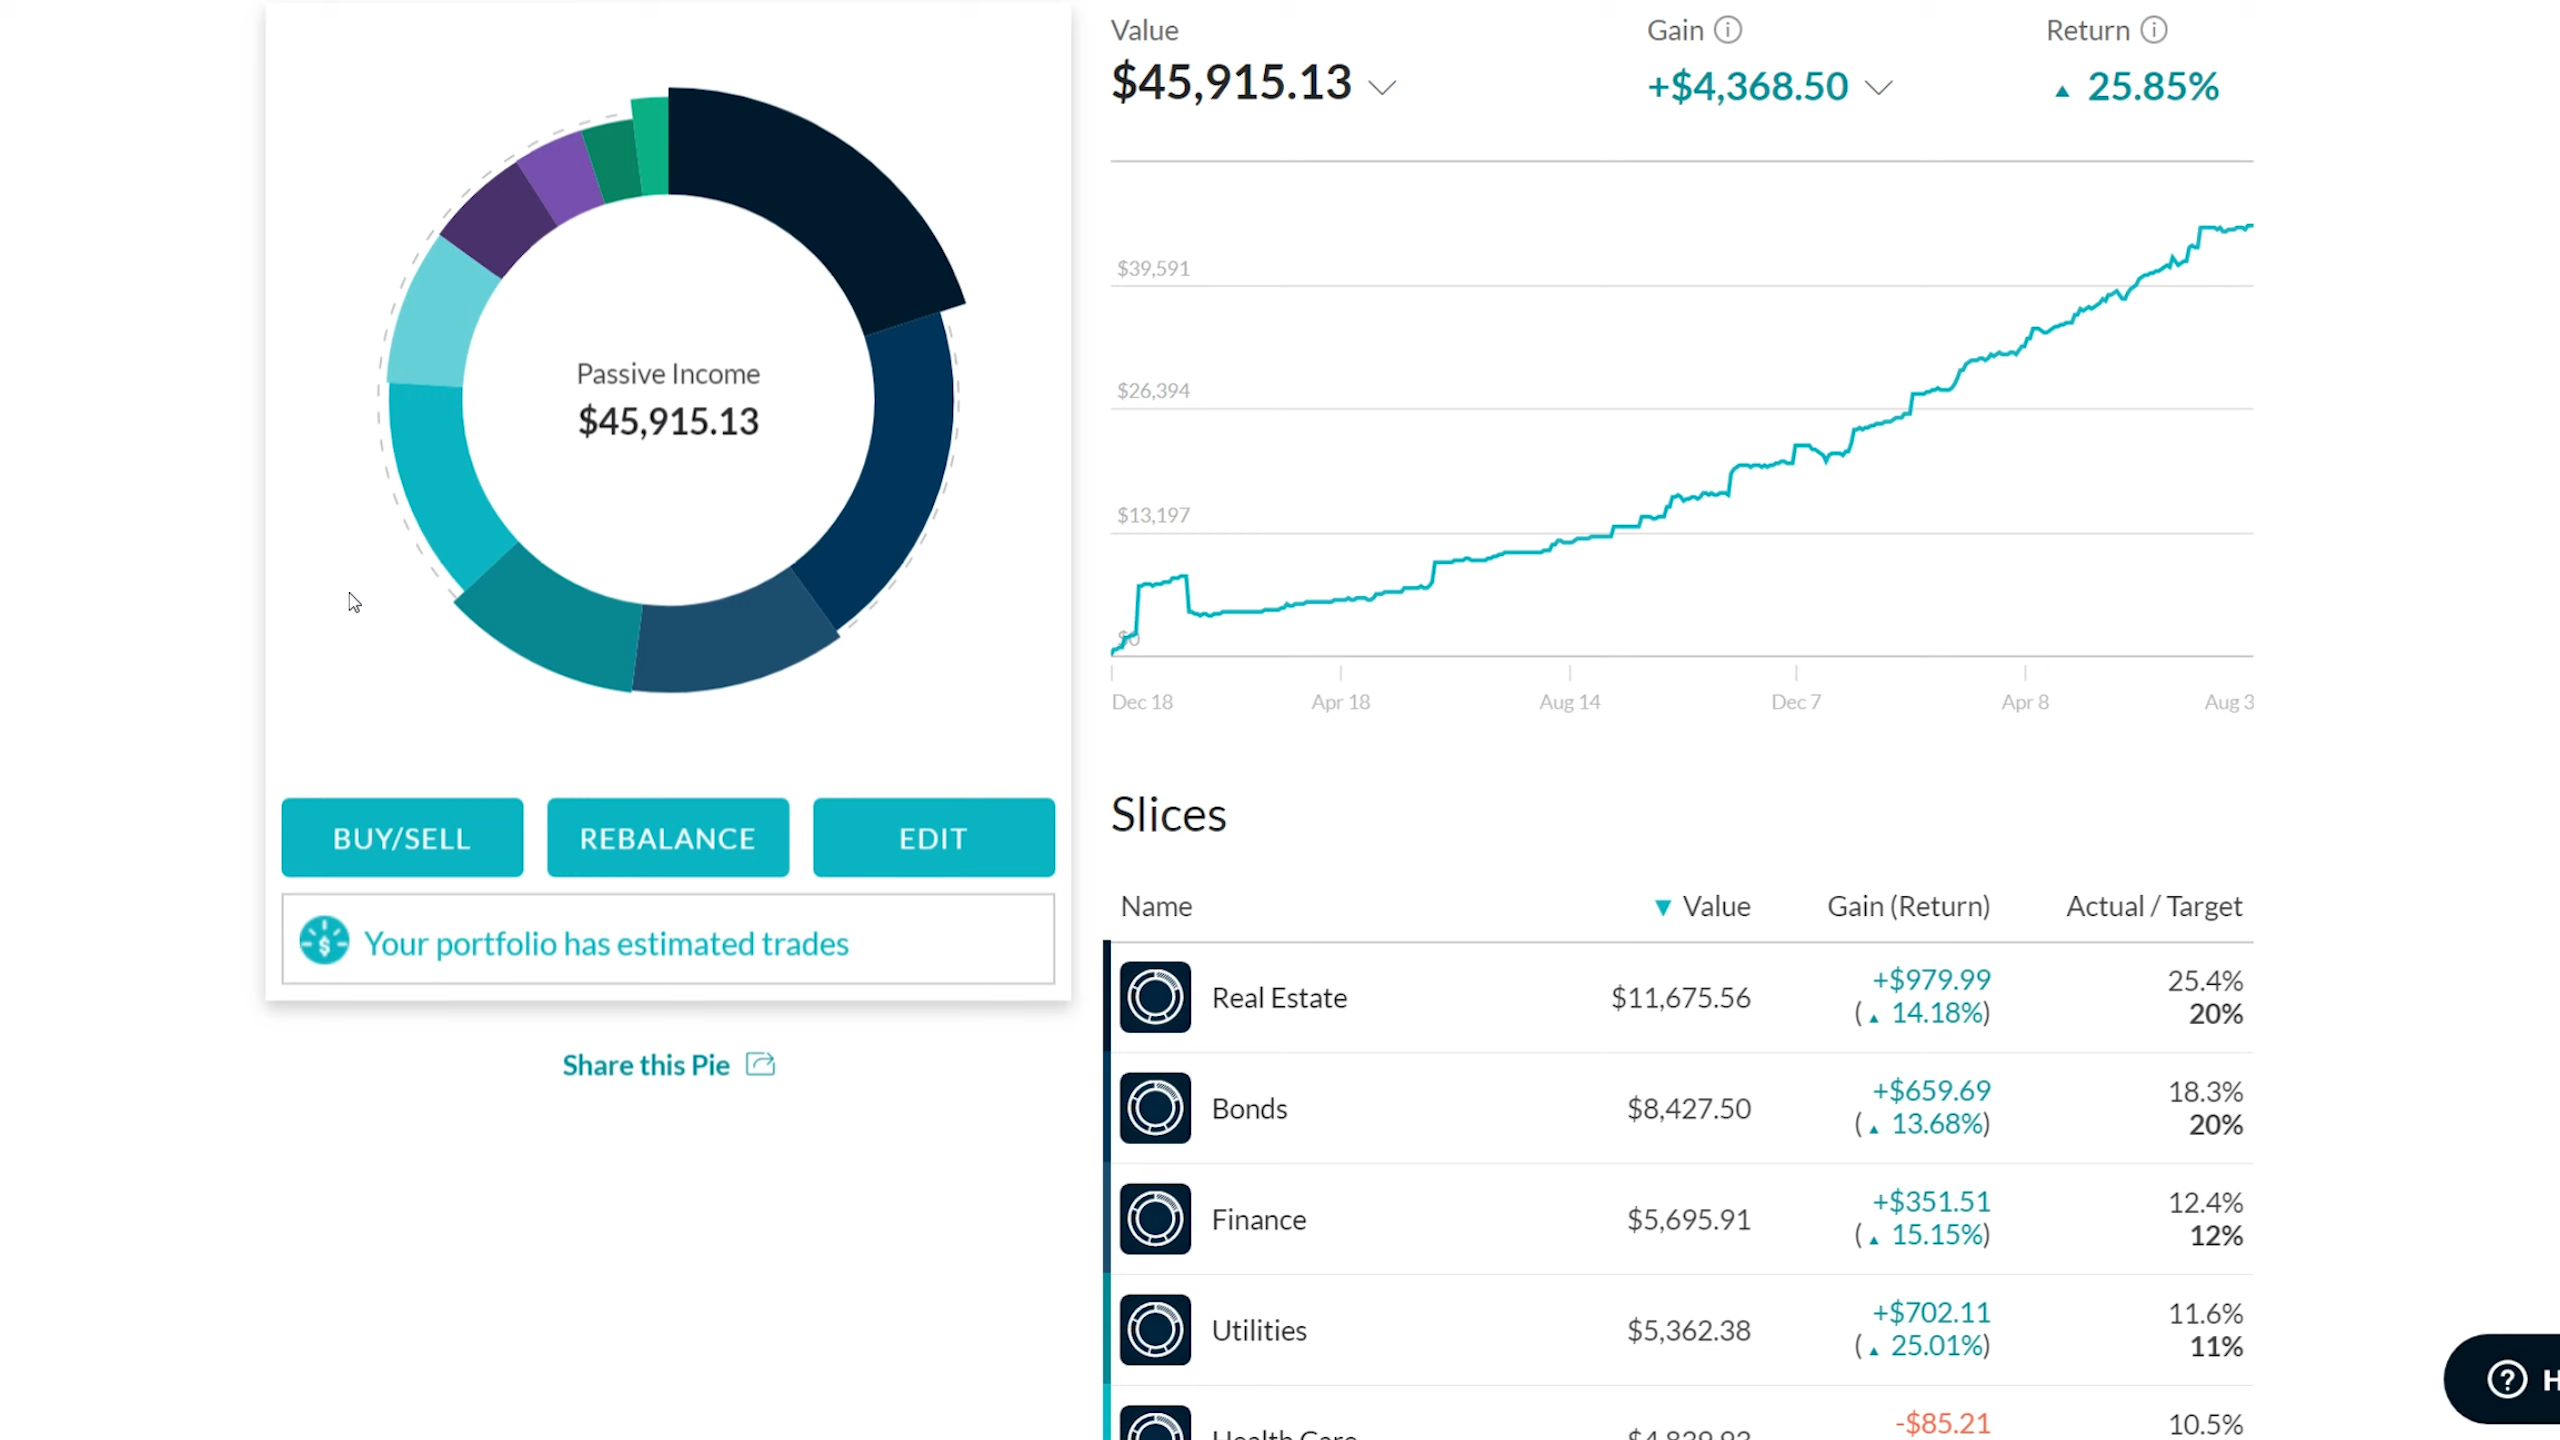 Value
Gain
Return
$45,915.13
+$4,368.50
▲ 25.85%
Passive Income
$45,915.13
$39,591
$26,394
$13,197
$0
Dec 18
Apr 18
Aug 14
Dec 7
Apr 8
Aug 3
BUY/SELL
REBALANCE
EDIT
Your portfolio has estimated trades
Share this Pie
Slices
Name
▼ Value
Gain (Return)
Actual / Target
Real Estate
$11,675.56
+$979.99
(▲ 14.18%)
25.4%
20%
Bonds
$8,427.50
+$659.69
(▲ 13.68%)
18.3%
20%
Finance
$5,695.91
+$351.51
(▲ 15.15%)
12.4%
12%
Utilities
$5,362.38
+$702.11
(▲ 25.01%)
11.6%
11%
Health Care
-$85.21
10.5%